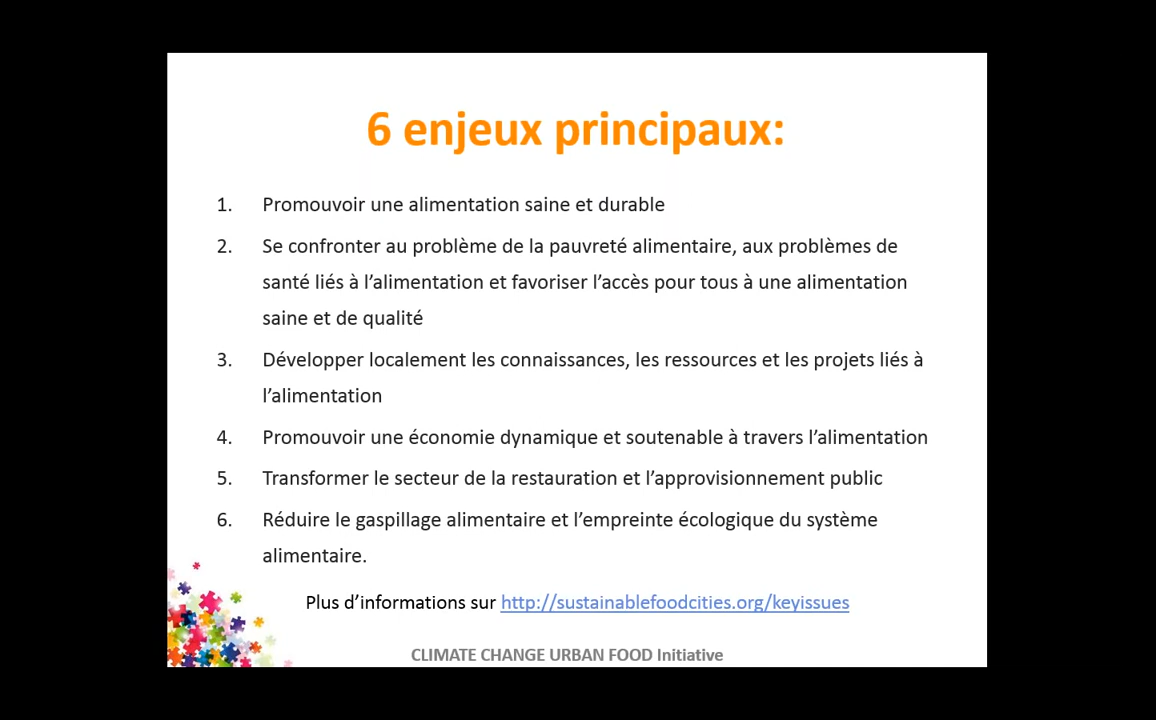 6 enjeux principaux:
1. Promouvoir une alimentation saine et durable
2. Se confronter au problème de la pauvreté alimentaire, aux problèmes de
santé liés à l’alimentation et favoriser l’accès pour tous à une alimentation
saine et de qualité
3. Développer localement les connaissances, les ressources et les projets liés à
l’alimentation
4. Promouvoir une économie dynamique et soutenable à travers l’alimentation
5. Transformer le secteur de la restauration et l’approvisionnement public
6. Réduire le gaspillage alimentaire et l’empreinte écologique du système
alimentaire.
Plus d’informations sur http://sustainablefoodcities.org/keyissues
CLIMATE CHANGE URBAN FOOD Initiative